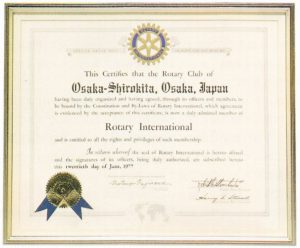 This Certifies that the Rotary Club of
Osaka-Shirokita, Osaka, Japan
having been duly organized and having agreed, through its officers and members to
be bound by the Constitution and By-Laws of Rotary International, which agreement
is evidenced by the acceptance of this certificate, is now a duly admitted member of
Rotary International
and is entitled to all the rights and privileges of such membership.
In witness whereof the seal of Rotary International is hereto affixed
and the signatures of its officers, being duly authorized, are subscribed hereto
this twentieth day of June,